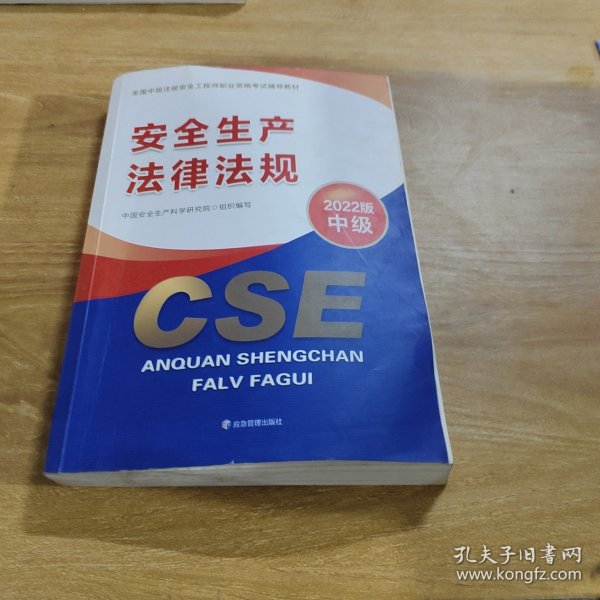 全国中级注册安全工程师职业资格考试辅导教材
安全生产
法律法规
中国安全生产科学研究院◎组织编写
2022版
中级
CSE
ANQUAN SHENGCHAN
FALV FAGUI
应急管理出版社
孔夫子旧书网
www.kongfz.com